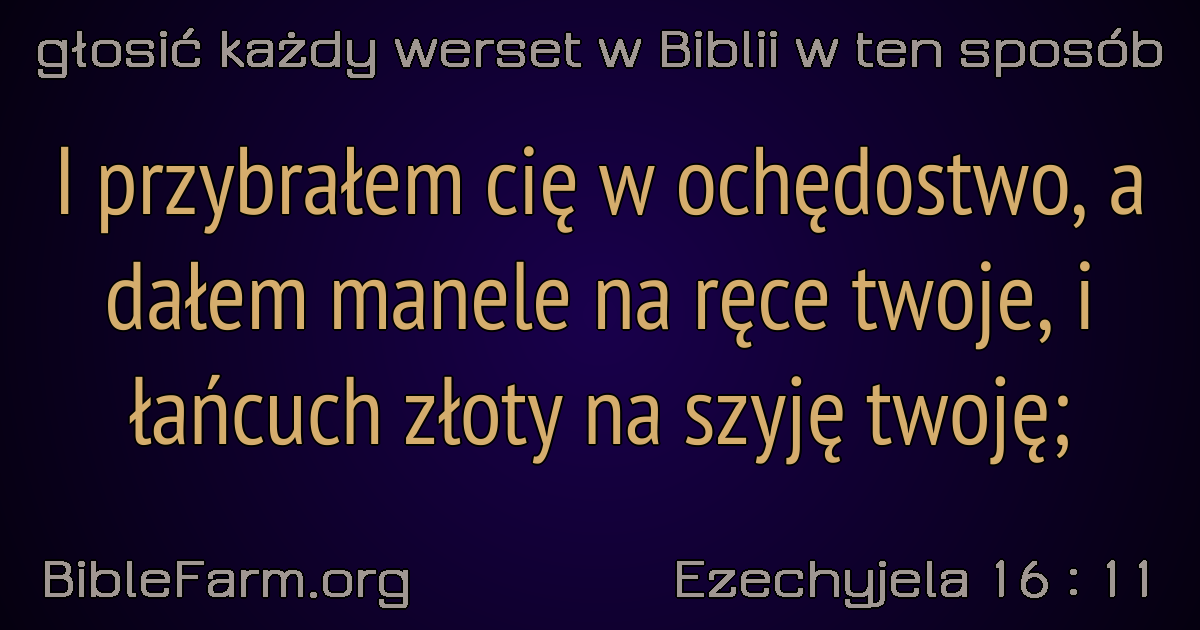 głosić każdy werset w Biblii w ten sposób
I przybrałem cię w ochędostwo, a
dałem manele na ręce twoje, i
łańcuch złoty na szyję twoję;
BibleFarm.org
Ezechyjela 16 : 11